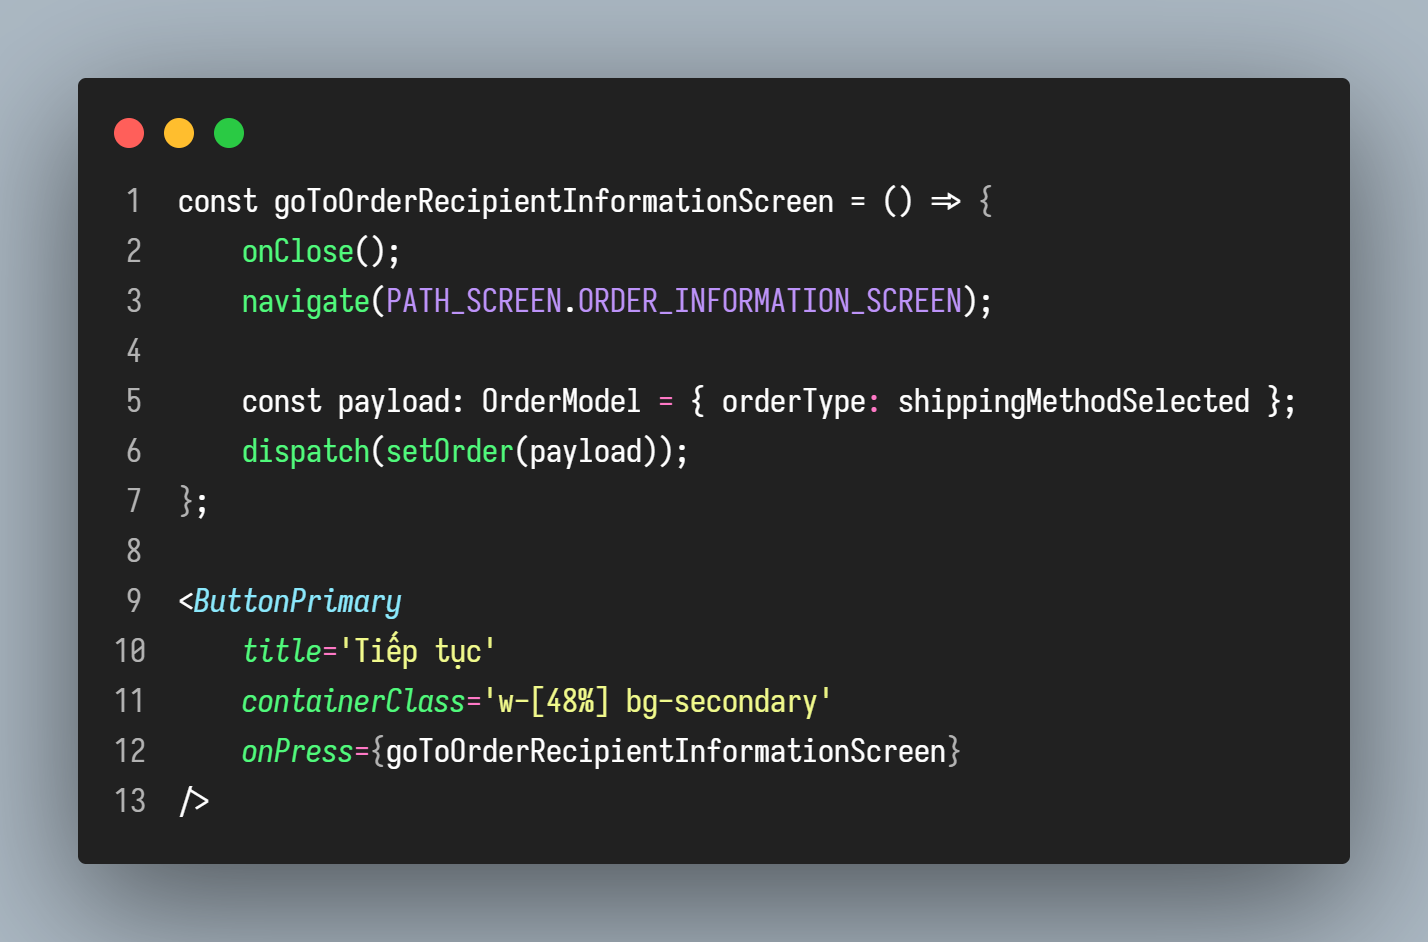 1 const goToOrderRecipientInformationScreen = () => {
2     onClose();
3     navigate(PATH_SCREEN.ORDER_INFORMATION_SCREEN);
4
5     const payload: OrderModel = { orderType: shippingMethodSelected };
6     dispatch(setOrder(payload));
7 };
8
9 <ButtonPrimary
10     title='Tiếp tục'
11     containerClass='w-[48%] bg-secondary'
12     onPress={goToOrderRecipientInformationScreen}
13 />